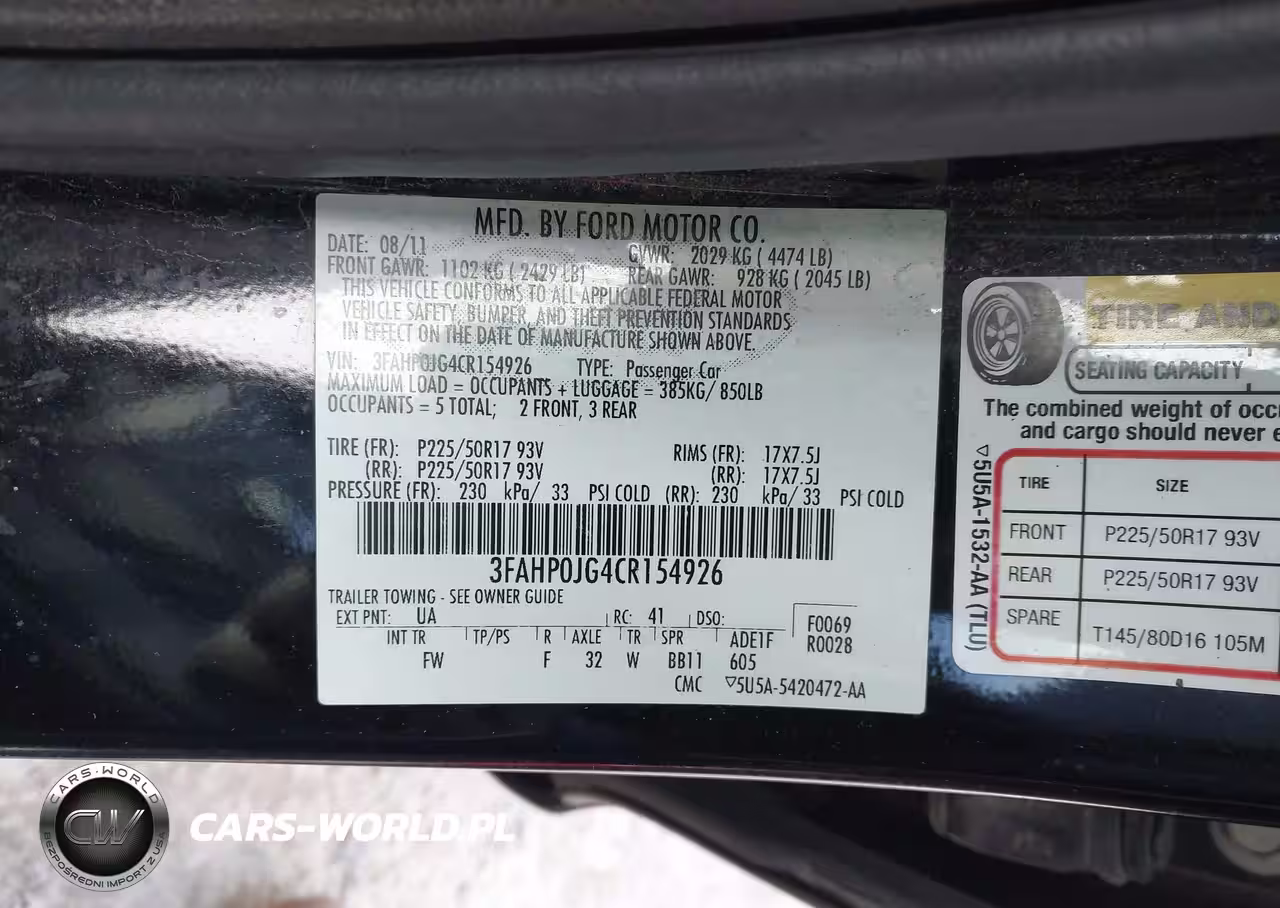 MFD. BY FORD MOTOR CO.
DATE: 08/11 GVWR: 2029 KG ( 4474 LB)
FRONT GAWR: 1102 KG ( 2429 LB) REAR GAWR: 928 KG ( 2045 LB)
THIS VEHICLE CONFORMS TO ALL APPLICABLE FEDERAL MOTOR
VEHICLE SAFETY, BUMPER, AND THEFT PREVENTION STANDARDS
IN EFFECT ON THE DATE OF MANUFACTURE SHOWN ABOVE.
VIN: 3FAHP0JG4CR154926 TYPE: Passenger Car
MAXIMUM LOAD = OCCUPANTS + LUGGAGE = 385KG/ 850LB
OCCUPANTS = 5 TOTAL; 2 FRONT, 3 REAR
TIRE (FR): P225/50R17 93V RIMS (FR): 17X7.5J
(RR): P225/50R17 93V (RR): 17X7.5J
PRESSURE (FR): 230 kPa/ 33 PSI COLD (RR): 230 kPa/ 33 PSI COLD
3FAHP0JG4CR154926
TRAILER TOWING - SEE OWNER GUIDE
EXT PNT: UA RC: 41 DSO: F0069
R0028
INT TR TP/PS R AXLE TR SPR ADE1F
FW F 32 W BB11 605
CMC ▽5U5A-5420472-AA
TIRE AND
SEATING CAPACITY
The combined weight of occ
and cargo should never e
▽5U5A-1532-AA (TLU)
TIRE SIZE
FRONT P225/50R17 93V
REAR P225/50R17 93V
SPARE T145/80D16 105M
CARS-WORLD
CW
BEZPOŚREDNI IMPORT Z USA
CARS-WORLD.PL